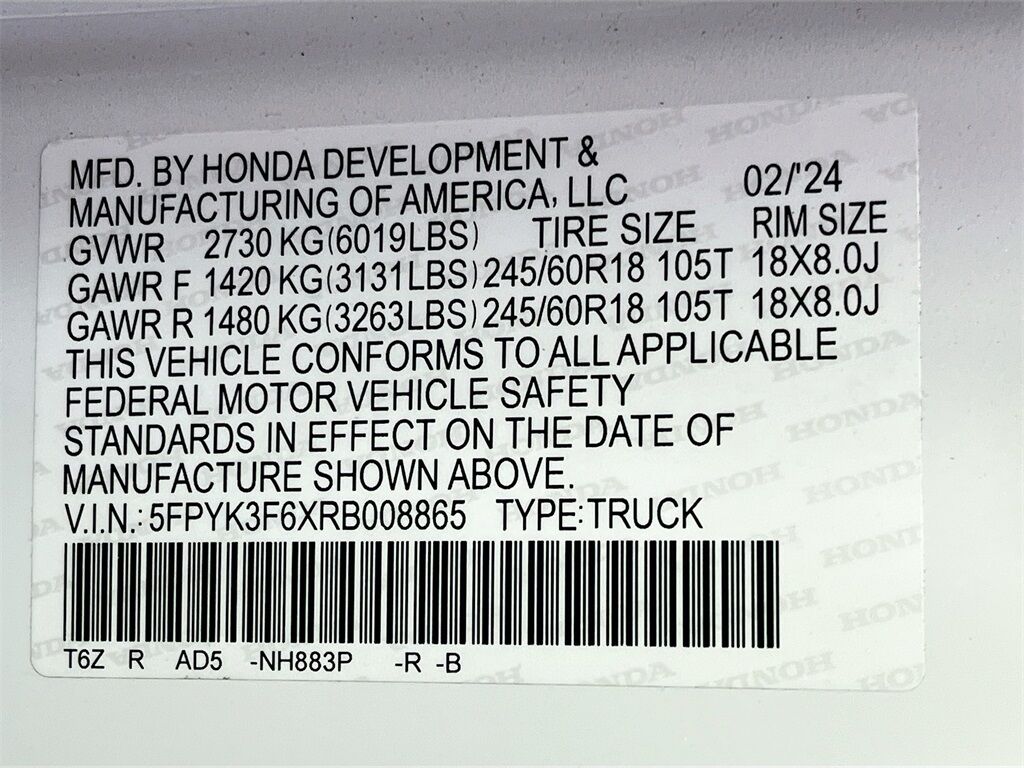 MFD. BY HONDA DEVELOPMENT &
MANUFACTURING OF AMERICA, LLC 02/'24
GVWR 2730 KG(6019LBS) TIRE SIZE RIM SIZE
GAWR F 1420 KG(3131LBS) 245/60R18 105T 18X8.0J
GAWR R 1480 KG(3263LBS) 245/60R18 105T 18X8.0J
THIS VEHICLE CONFORMS TO ALL APPLICABLE
FEDERAL MOTOR VEHICLE SAFETY
STANDARDS IN EFFECT ON THE DATE OF
MANUFACTURE SHOWN ABOVE.
V.I.N.: 5FPYK3F6XRB008865 TYPE: TRUCK
T6Z R AD5 -NH883P -R -B